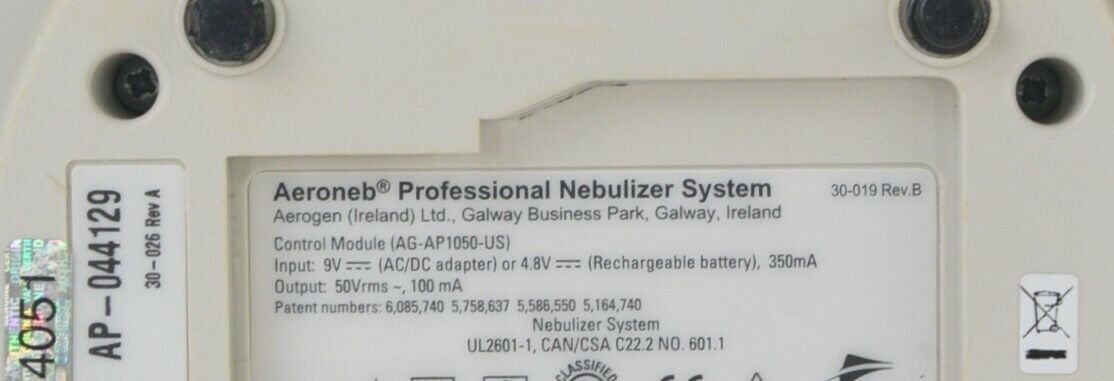 Aeroneb® Professional Nebulizer System
30-019 Rev.B
Aerogen (Ireland) Ltd., Galway Business Park, Galway, Ireland
Control Module (AG-AP1050-US)
Input: 9V ⎓ (AC/DC adapter) or 4.8V ⎓ (Rechargeable battery), 350mA
Output: 50Vrms ~, 100 mA
Patent numbers: 6,085,740 5,758,637 5,586,550 5,164,740
Nebulizer System
UL2601-1, CAN/CSA C22.2 NO. 601.1
CLASSIFIED
AP-044129
30-026 Rev A
4051